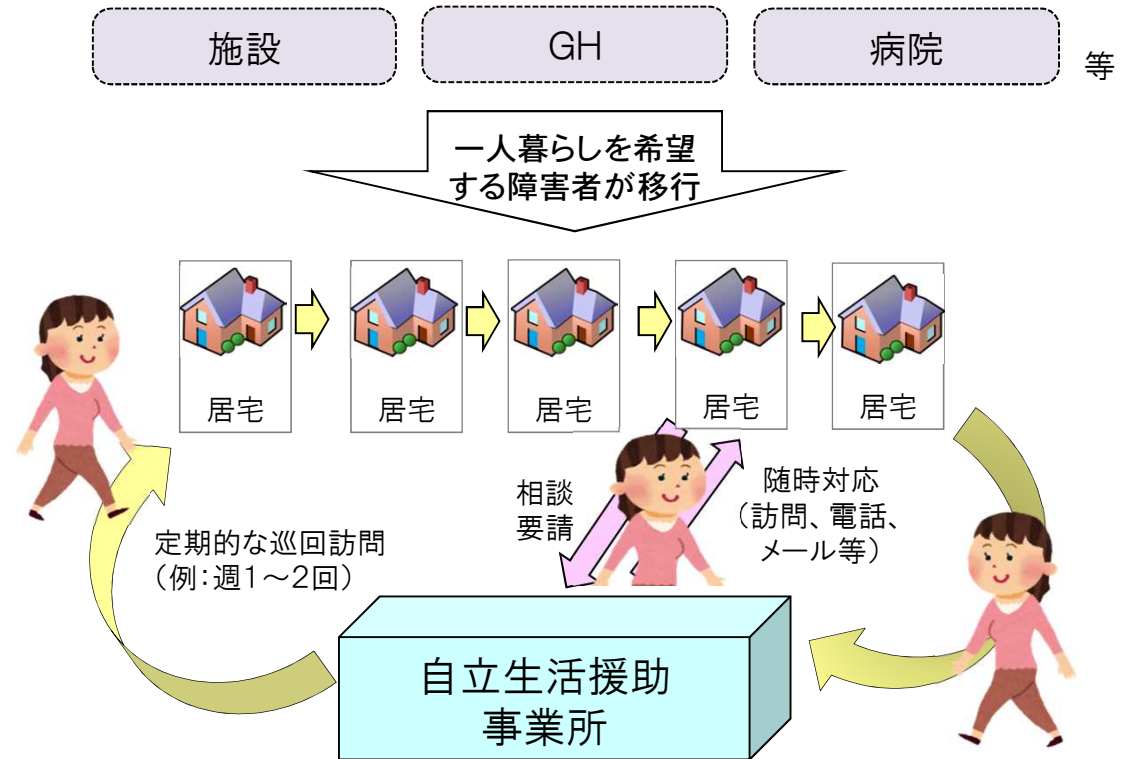 施設
GH
病院
等
一人暮らしを希望
する障害者が移行
居宅
居宅
居宅
居宅
居宅
相談
要請
随時対応
（訪問、電話、
メール等）
定期的な巡回訪問
（例：週１～２回）
自立生活援助
事業所